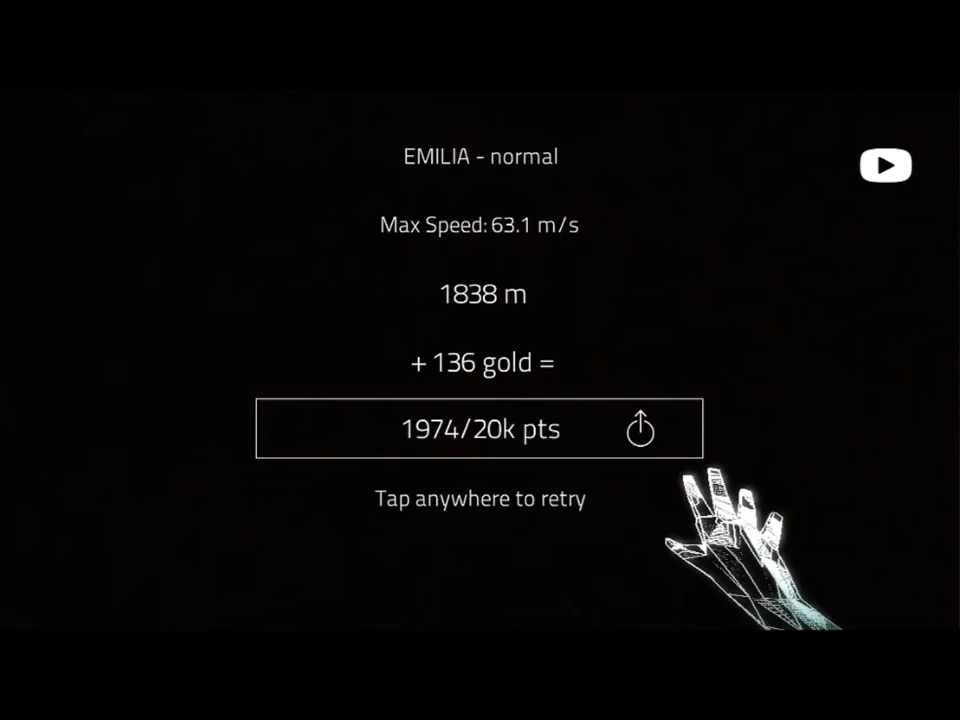 EMILIA - normal
Max Speed: 63.1 m/s
1838 m
+ 136 gold =
1974/20k pts
Tap anywhere to retry